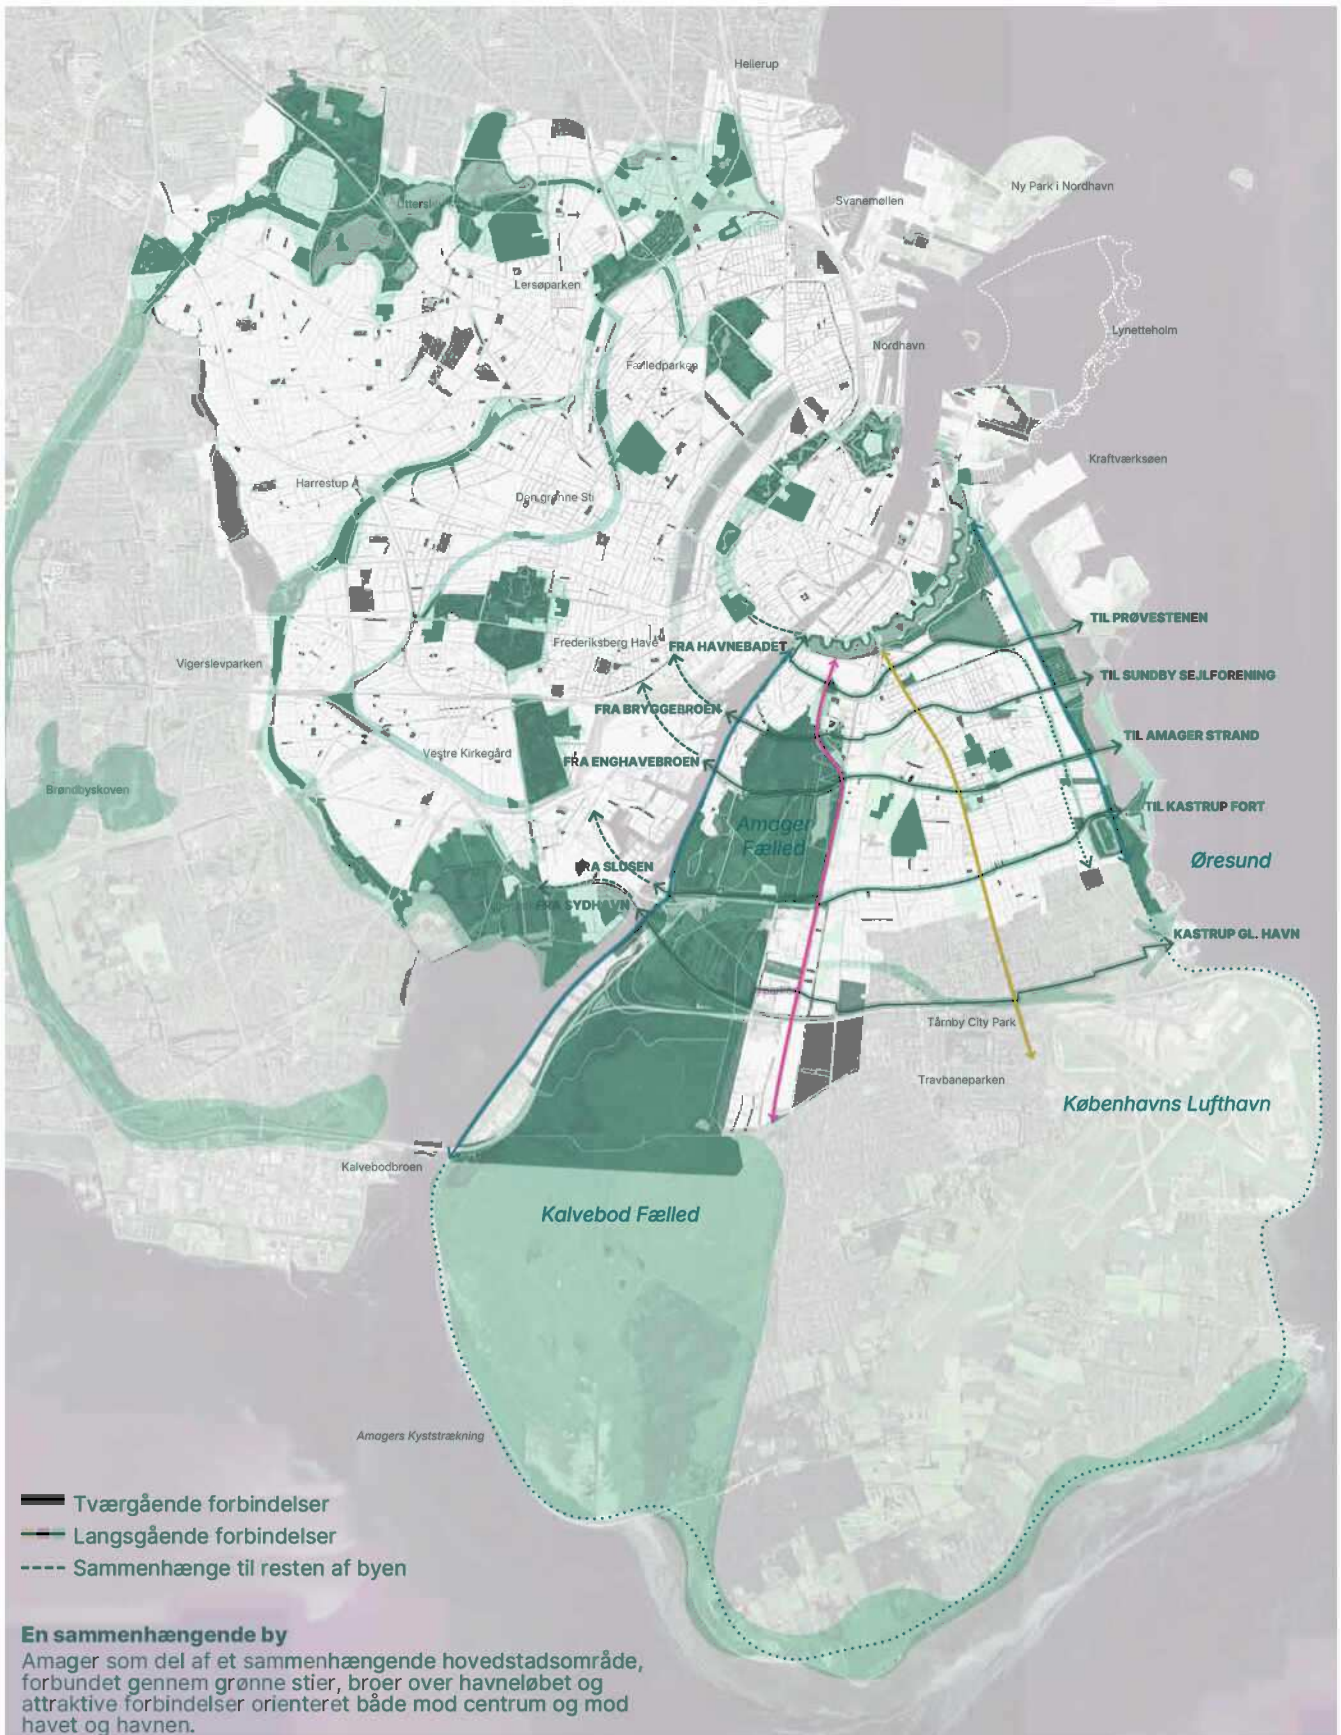 Hellerup
Ny Park i Nordhavn
Svanemøllen
Lersøparken
Lynetteholm
Nordhavn
Fælledparken
Kraftværksøen
Harrestup Å
Den grønne Sti
TIL PRØVESTENEN
Frederiksberg Have
FRA HAVNEBADET
Vigerslevparken
TIL SUNDBY SEJLFORENING
FRA BRYGGEBROEN
TIL AMAGER STRAND
Vestre Kirkegård
FRA ENGHAVEBROEN
Brøndbyskoven
TIL KASTRUP FORT
Amager
Fælled
Øresund
FRA SLUSEN
FRA SYDHAVN
KASTRUP GL. HAVN
Tårnby City Park
Travbaneparken
Københavns Lufthavn
Kalvebodbroen
Kalvebod Fælled
Amagers Kyststrækning
Tværgående forbindelser
Langsgående forbindelser
Sammenhænge til resten af byen
En sammenhængende by
Amager som del af et sammenhængende hovedstadsområde,
forbundet gennem grønne stier, broer over havneløbet og
attraktive forbindelser orienteret både mod centrum og mod
havet og havnen.